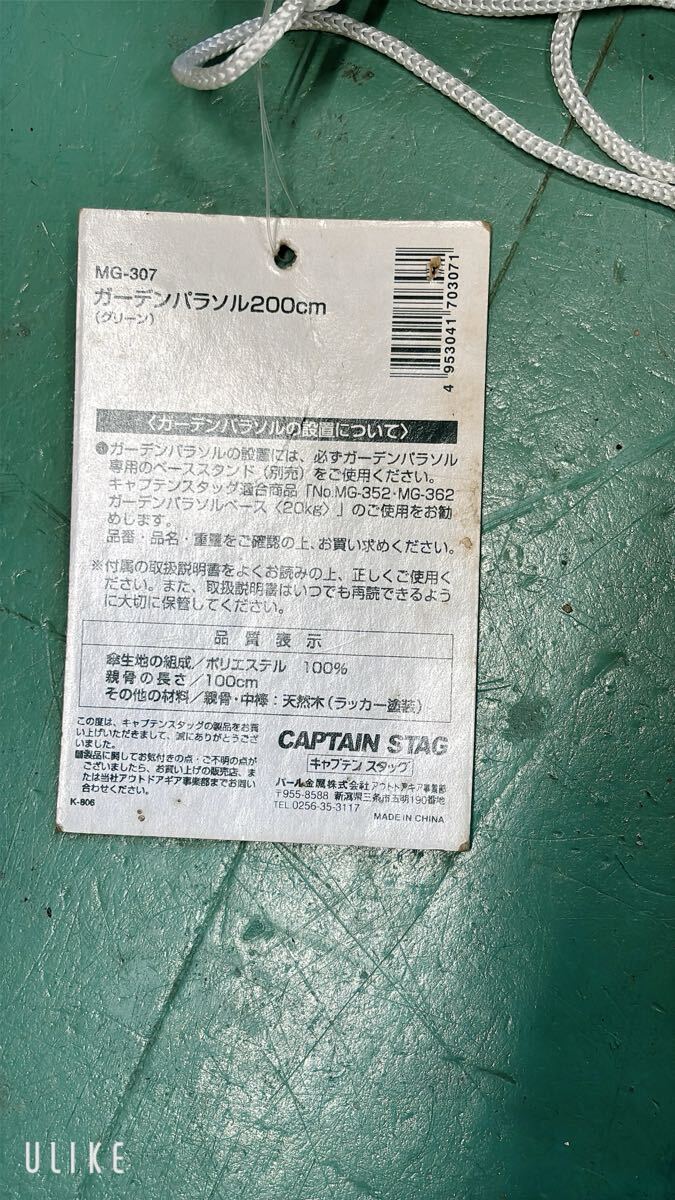 MG-307
ガーデンパラソル200cm
(グリーン)
4 953041 703071
〈ガーデンパラソルの設置について〉
●ガーデンパラソルの設置には、必ずガーデンパラソル
専用のベーススタンド（別売）をご使用ください。
キャプテンスタッグ適合商品「No.MG-352・MG-362
ガーデンパラソルベース〈20kg〉」のご使用をお勧
めします。
品番・品名・重量をご確認の上、お買い求めください。
※付属の取扱説明書をよくお読みの上、正しくご使用く
ださい。また、取扱説明書はいつでも再読できるよう
に大切に保管してください。
品質表示
傘生地の組成／ポリエステル 100%
親骨の長さ／100cm
その他の材料／親骨・中棒：天然木（ラッカー塗装）
この度は、キャプテンスタッグの製品をお買
い上げいただきまして、誠にありがとうござ
いました。
■製品に関してお気付きの点・ご不明の点が
ございましたら、お買い上げの販売店、ま
たは当社アウトドアギア事業部までお問い
合わせください。
K-806
CAPTAIN STAG
キャプテン スタッグ
パール金属株式会社 アウトドアギア事業部
〒955-8588 新潟県三条市五明190番地
TEL 0256-35-3117
MADE IN CHINA
ULIKE